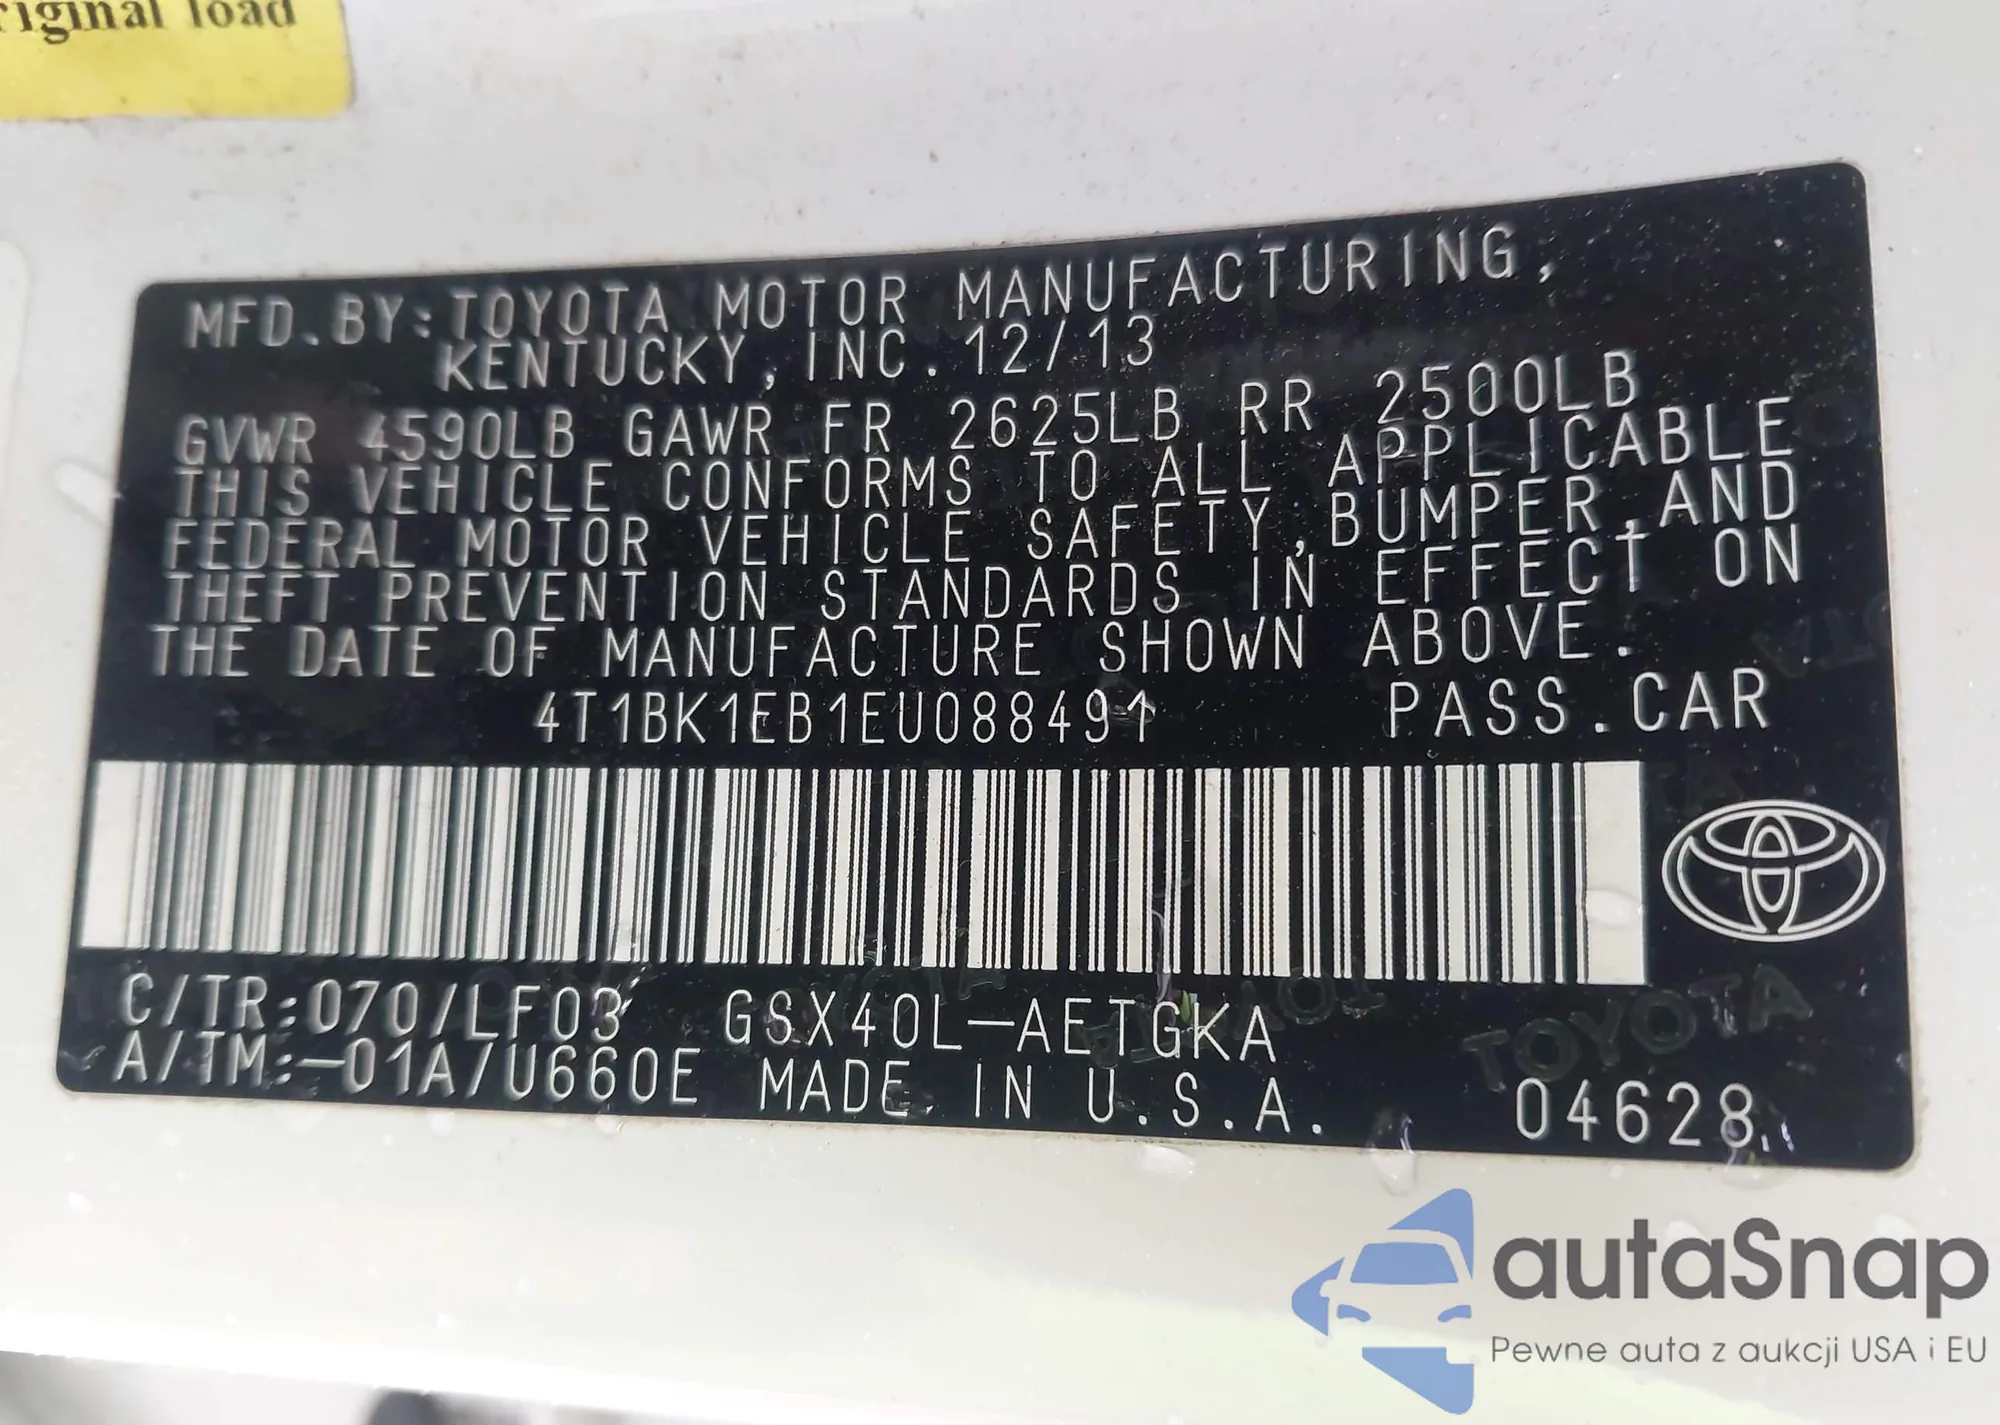 riginal load
MFD.BY:TOYOTA MOTOR MANUFACTURING,
KENTUCKY,INC.12/13
GVWR 4590LB GAWR FR 2625LB RR 2500LB
THIS VEHICLE CONFORMS TO ALL APPLICABLE
FEDERAL MOTOR VEHICLE SAFETY,BUMPER,AND
THEFT PREVENTION STANDARDS IN EFFECT ON
THE DATE OF MANUFACTURE SHOWN ABOVE.
4T1BK1EB1EU088491 PASS.CAR
C/TR:070/LF03 GSX40L-AETGKA
A/TM:-01A/U660E MADE IN U.S.A. 04628
TOYOTA
autaSnap
Pewne auta z aukcji USA i EU